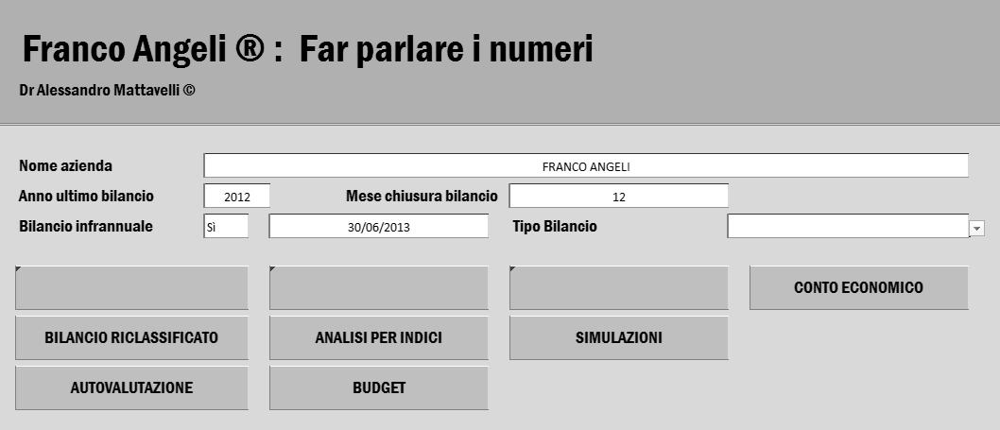 Franco Angeli ® : Far parlare i numeri
Dr Alessandro Mattavelli ©
Nome azienda FRANCO ANGELI
Anno ultimo bilancio 2012 Mese chiusura bilancio 12
Bilancio infrannuale Sì 30/06/2013 Tipo Bilancio
CONTO ECONOMICO
BILANCIO RICLASSIFICATO ANALISI PER INDICI SIMULAZIONI
AUTOVALUTAZIONE BUDGET